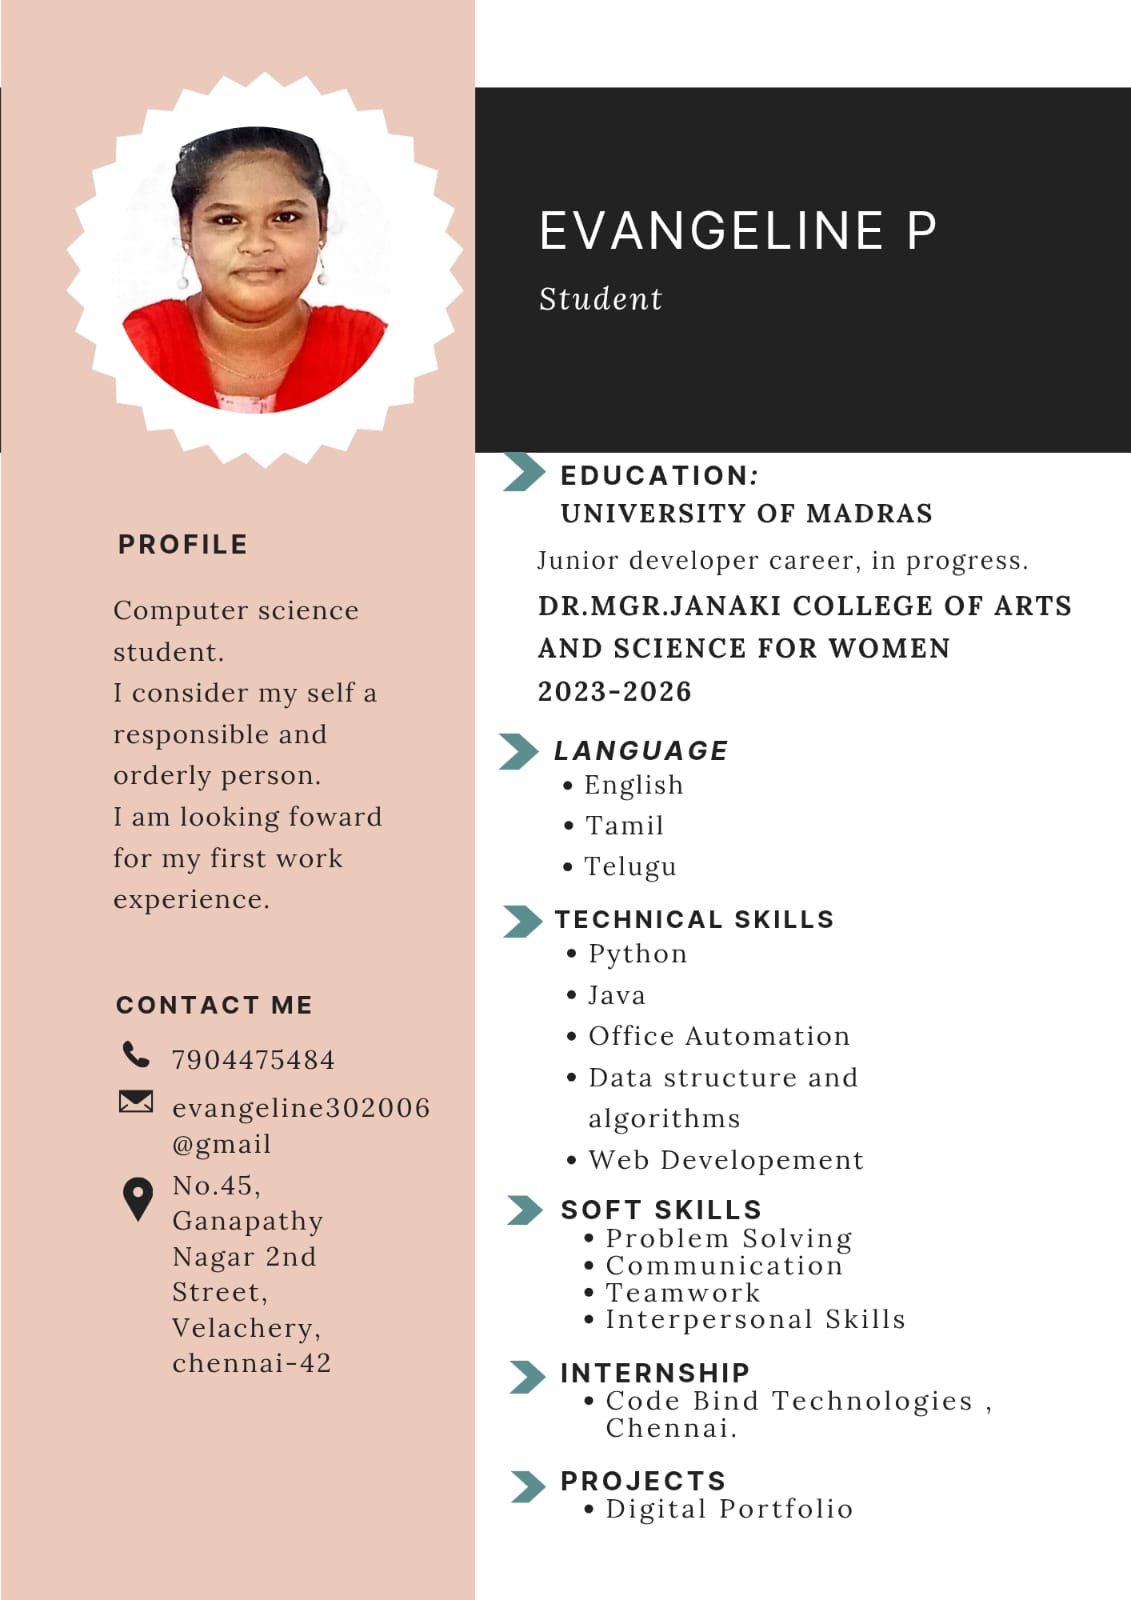 EVANGELINE P
Student
PROFILE
Computer science
student.
I consider my self a
responsible and
orderly person.
I am looking foward
for my first work
experience.
CONTACT ME
7904475484
evangeline302006
@gmail
No.45,
Ganapathy
Nagar 2nd
Street,
Velachery,
chennai-42
EDUCATION:
UNIVERSITY OF MADRAS
Junior developer career, in progress.
DR.MGR.JANAKI COLLEGE OF ARTS
AND SCIENCE FOR WOMEN
2023-2026
LANGUAGE
• English
• Tamil
• Telugu
TECHNICAL SKILLS
• Python
• Java
• Office Automation
• Data structure and
algorithms
• Web Developement
SOFT SKILLS
• Problem Solving
• Communication
• Teamwork
• Interpersonal Skills
INTERNSHIP
• Code Bind Technologies ,
Chennai.
PROJECTS
• Digital Portfolio